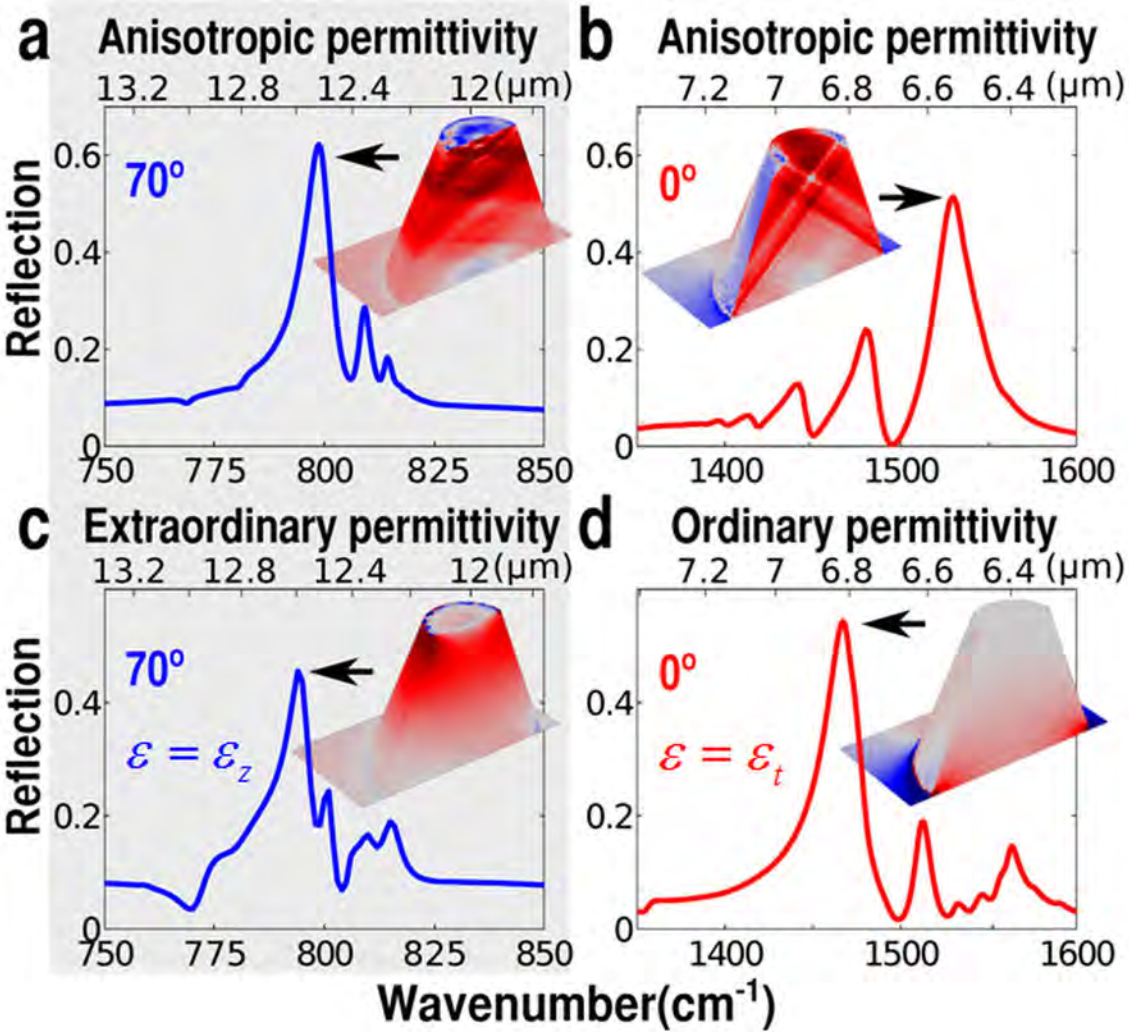 a Anisotropic permittivity
13.2 12.8 12.4 12 (µm)
Reflection
0.6
0.4
0.2
0
70º
750 775 800 825 850
b Anisotropic permittivity
7.2 7 6.8 6.6 6.4 (µm)
0.6
0.4
0.2
0
0º
1400 1500 1600
c Extraordinary permittivity
13.2 12.8 12.4 12 (µm)
Reflection
0.4
0.2
0
70º
ε = ε_z
750 775 800 825 850
d Ordinary permittivity
7.2 7 6.8 6.6 6.4 (µm)
0.4
0.2
0
0º
ε = ε_t
1400 1500 1600
Wavenumber(cm⁻¹)